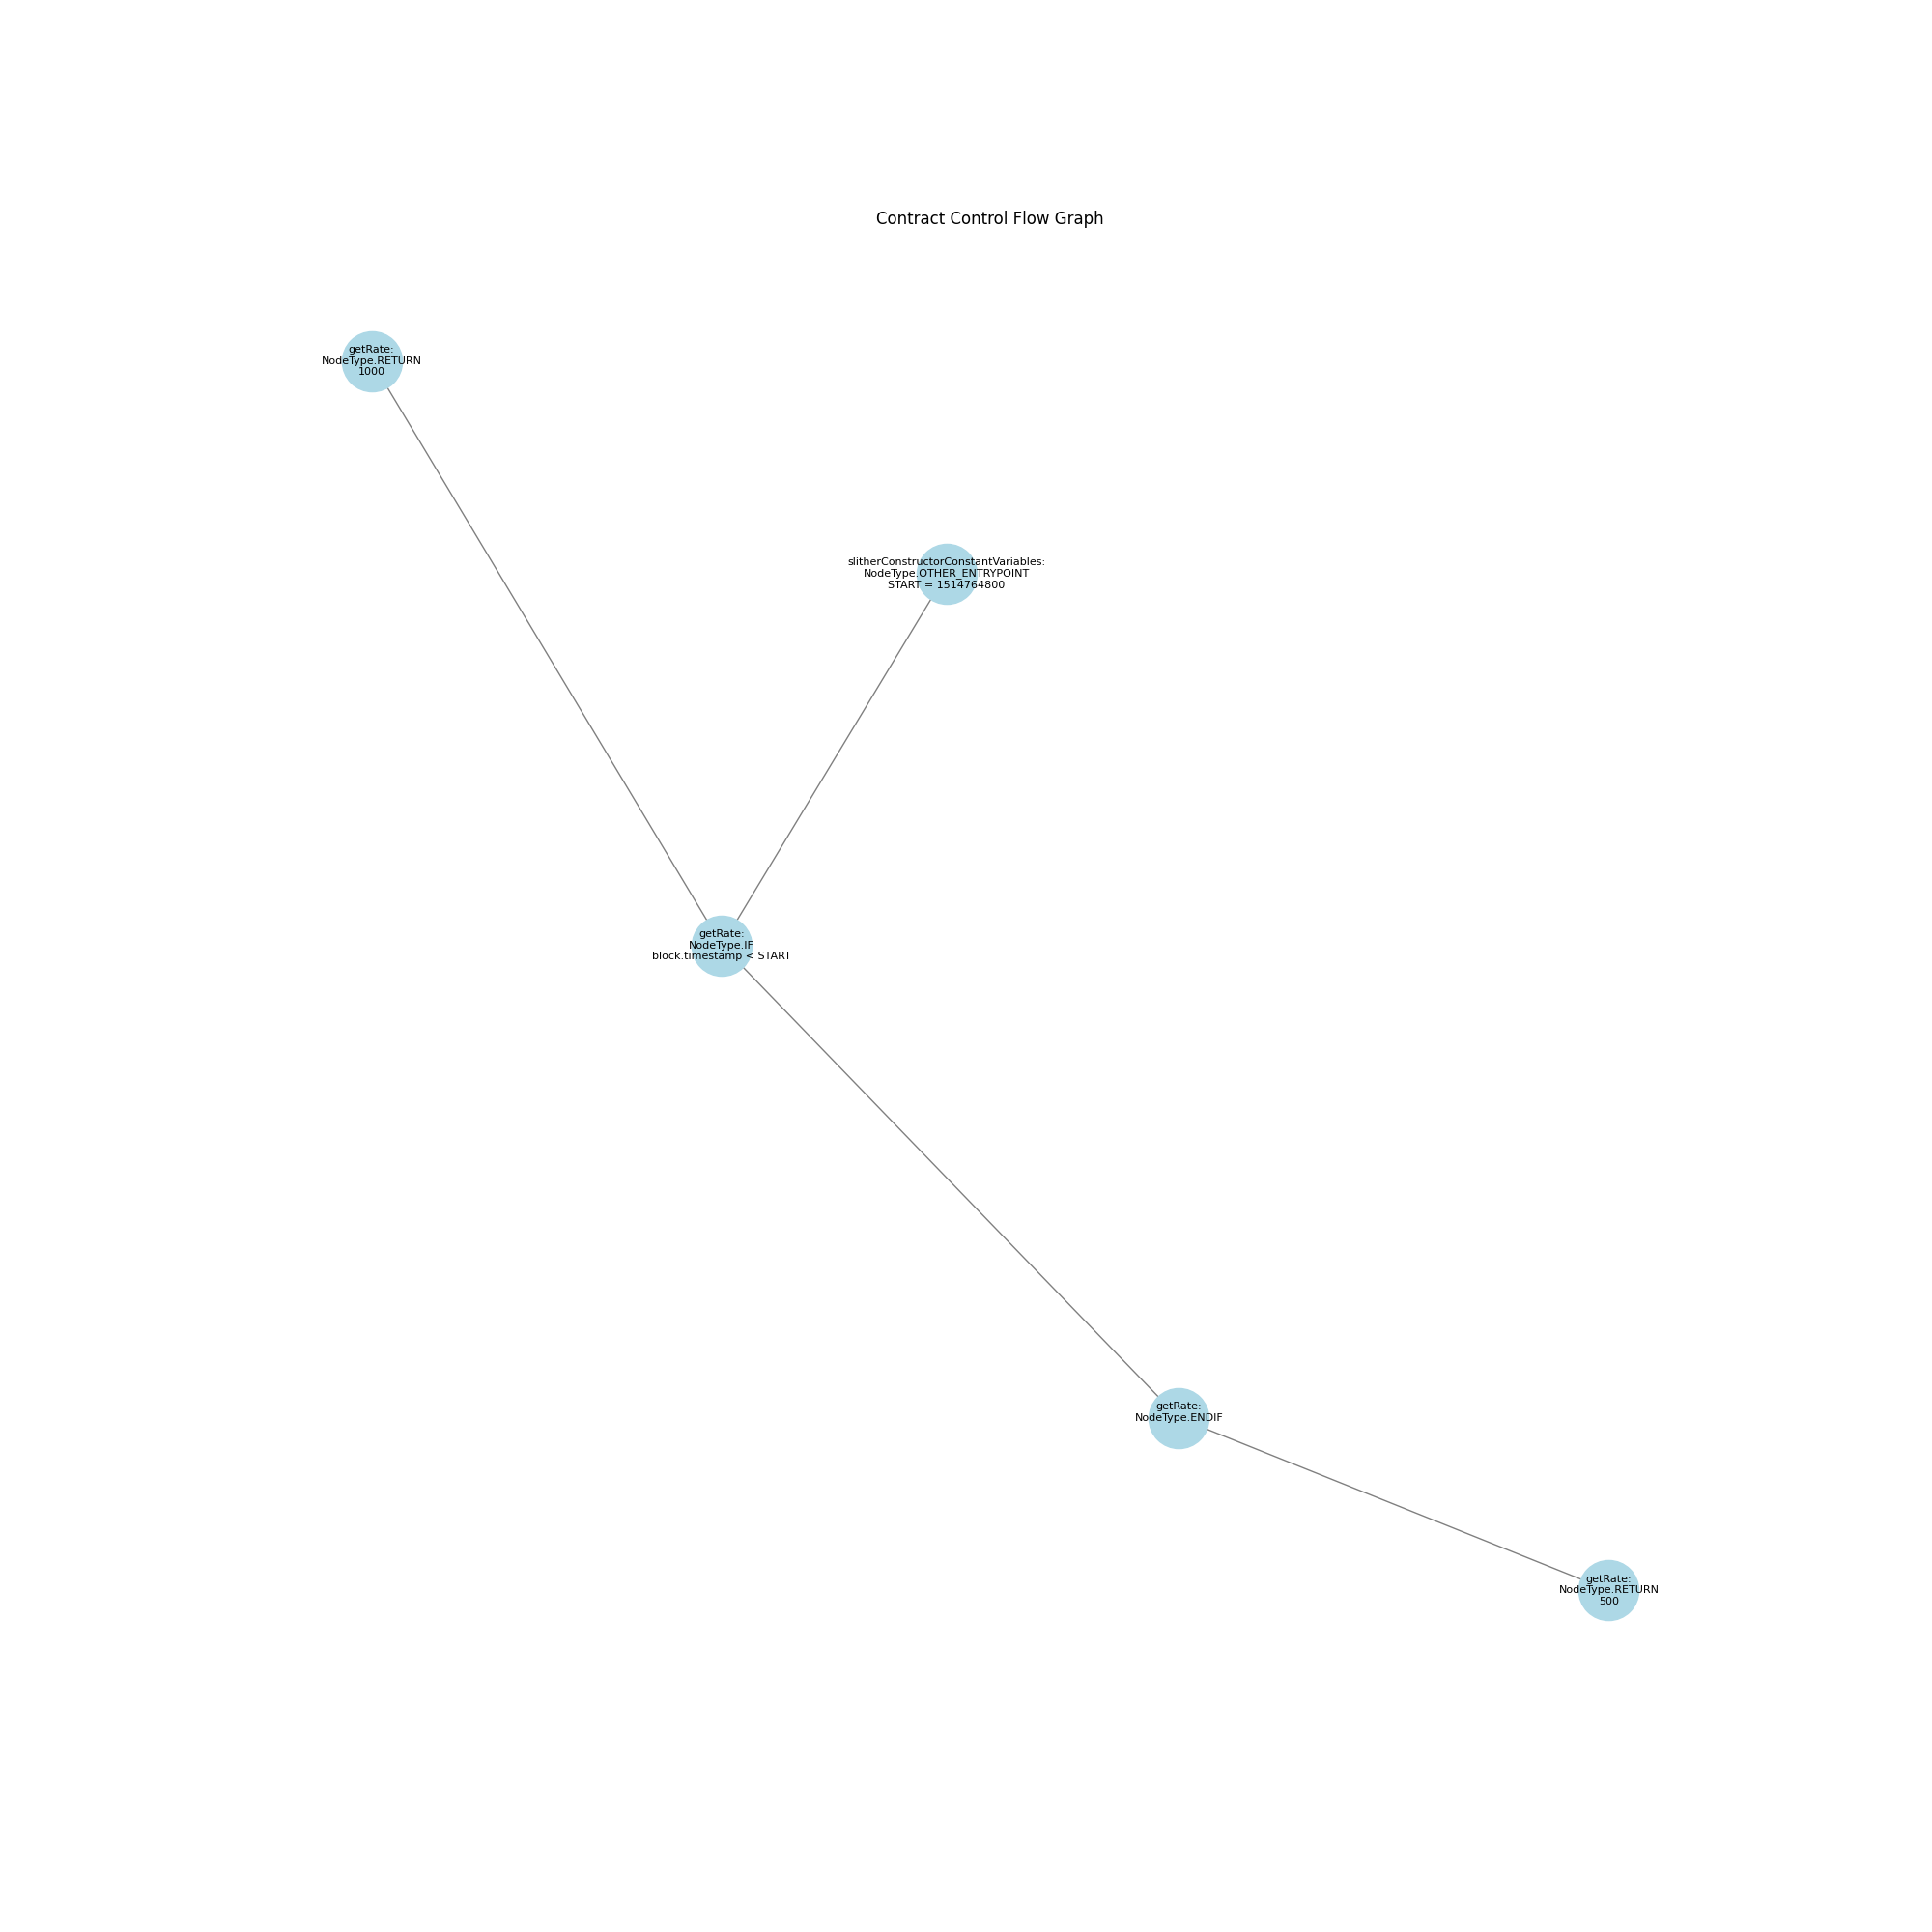 Contract Control Flow Graph
getRate:
NodeType.RETURN
1000
slitherConstructorConstantVariables:
NodeType.OTHER_ENTRYPOINT
START = 1514764800
getRate:
NodeType.IF
block.timestamp < START
getRate:
NodeType.ENDIF
getRate:
NodeType.RETURN
500